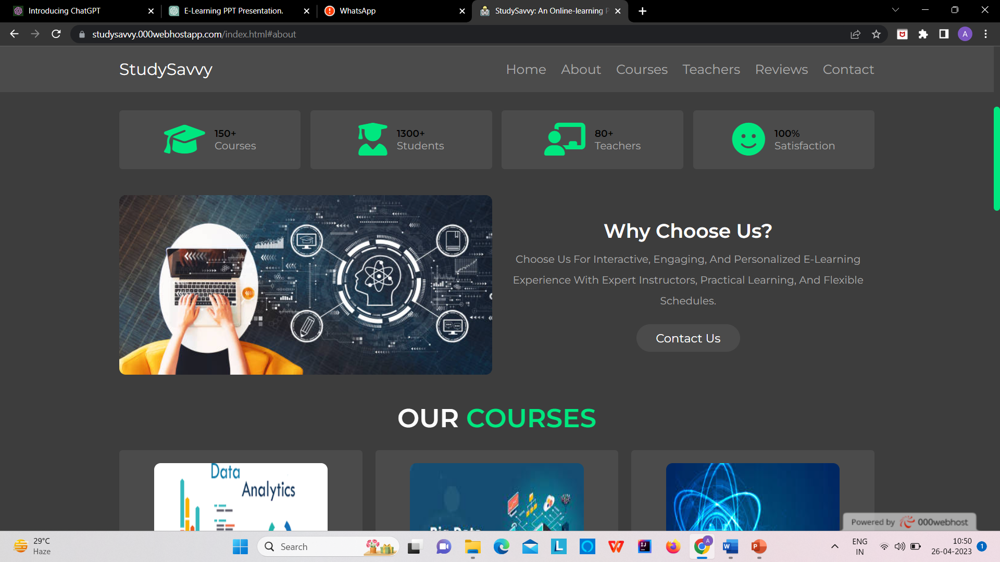 Introducing ChatGPT
E-Learning PPT Presentation.
WhatsApp
StudySavvy: An Online-learning P
studysavvy.000webhostapp.com/index.html#about
A
StudySavvy
Home About Courses Teachers Reviews Contact
150+
Courses
1300+
Students
80+
Teachers
100%
Satisfaction
Why Choose Us?
Choose Us For Interactive, Engaging, And Personalized E-Learning
Experience With Expert Instructors, Practical Learning, And Flexible
Schedules.
Contact Us
OUR COURSES
Data
Analytics
Big Data
Powered by 000webhost
29°C
Haze
Search
L
IJ
A
W
P
ENG
IN
10:50
26-04-2023
1